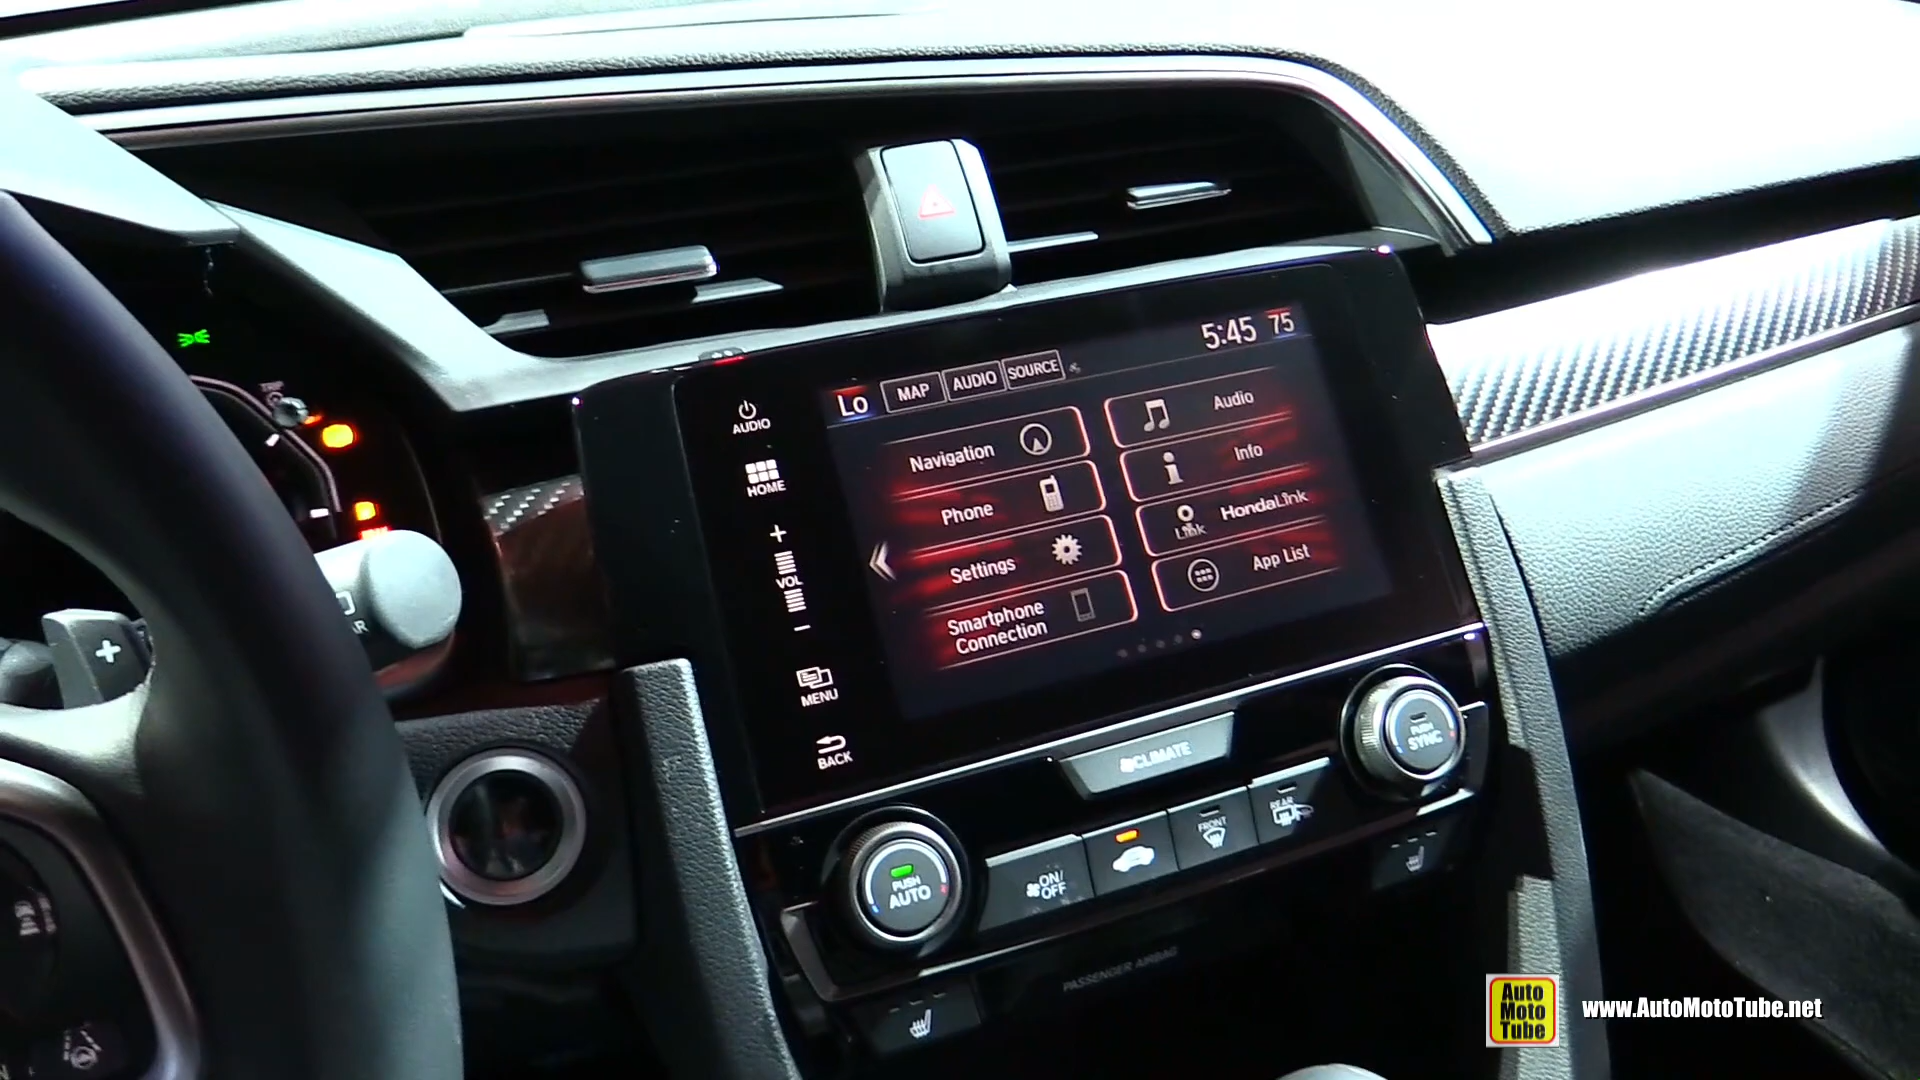 5:45 75
Lo MAP AUDIO SOURCE
AUDIO
HOME
+
VOL
−
MENU
BACK
Navigation
Phone
Settings
Smartphone
Connection
Audio
Info
Link HondaLink
App List
CLIMATE
PUSH
SYNC
PUSH
AUTO
ON/
OFF
FRONT
REAR
PASSENGER AIRBAG
+
Auto
Moto
Tube
www.AutoMotoTube.net